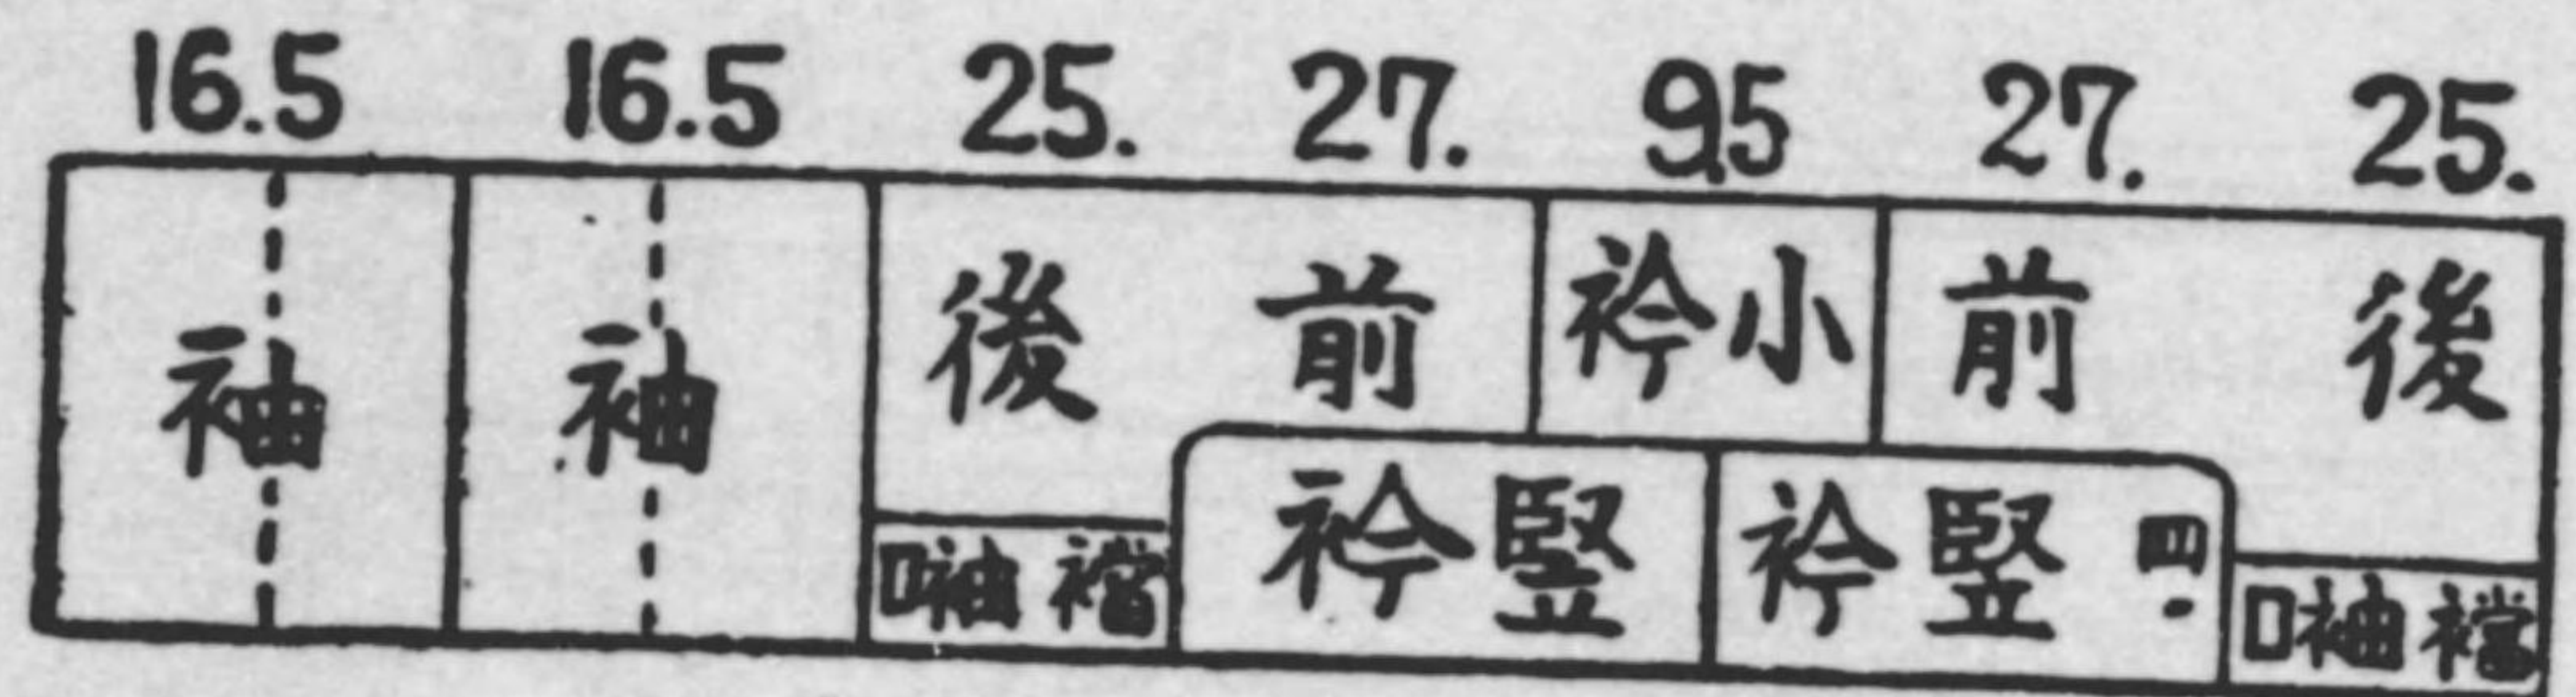 16.5 16.5 25. 27. 9.5 27. 25.
後 前 小衿 前 後
袖 袖
襠袖口 四. 竪衿 竪衿 襠袖口